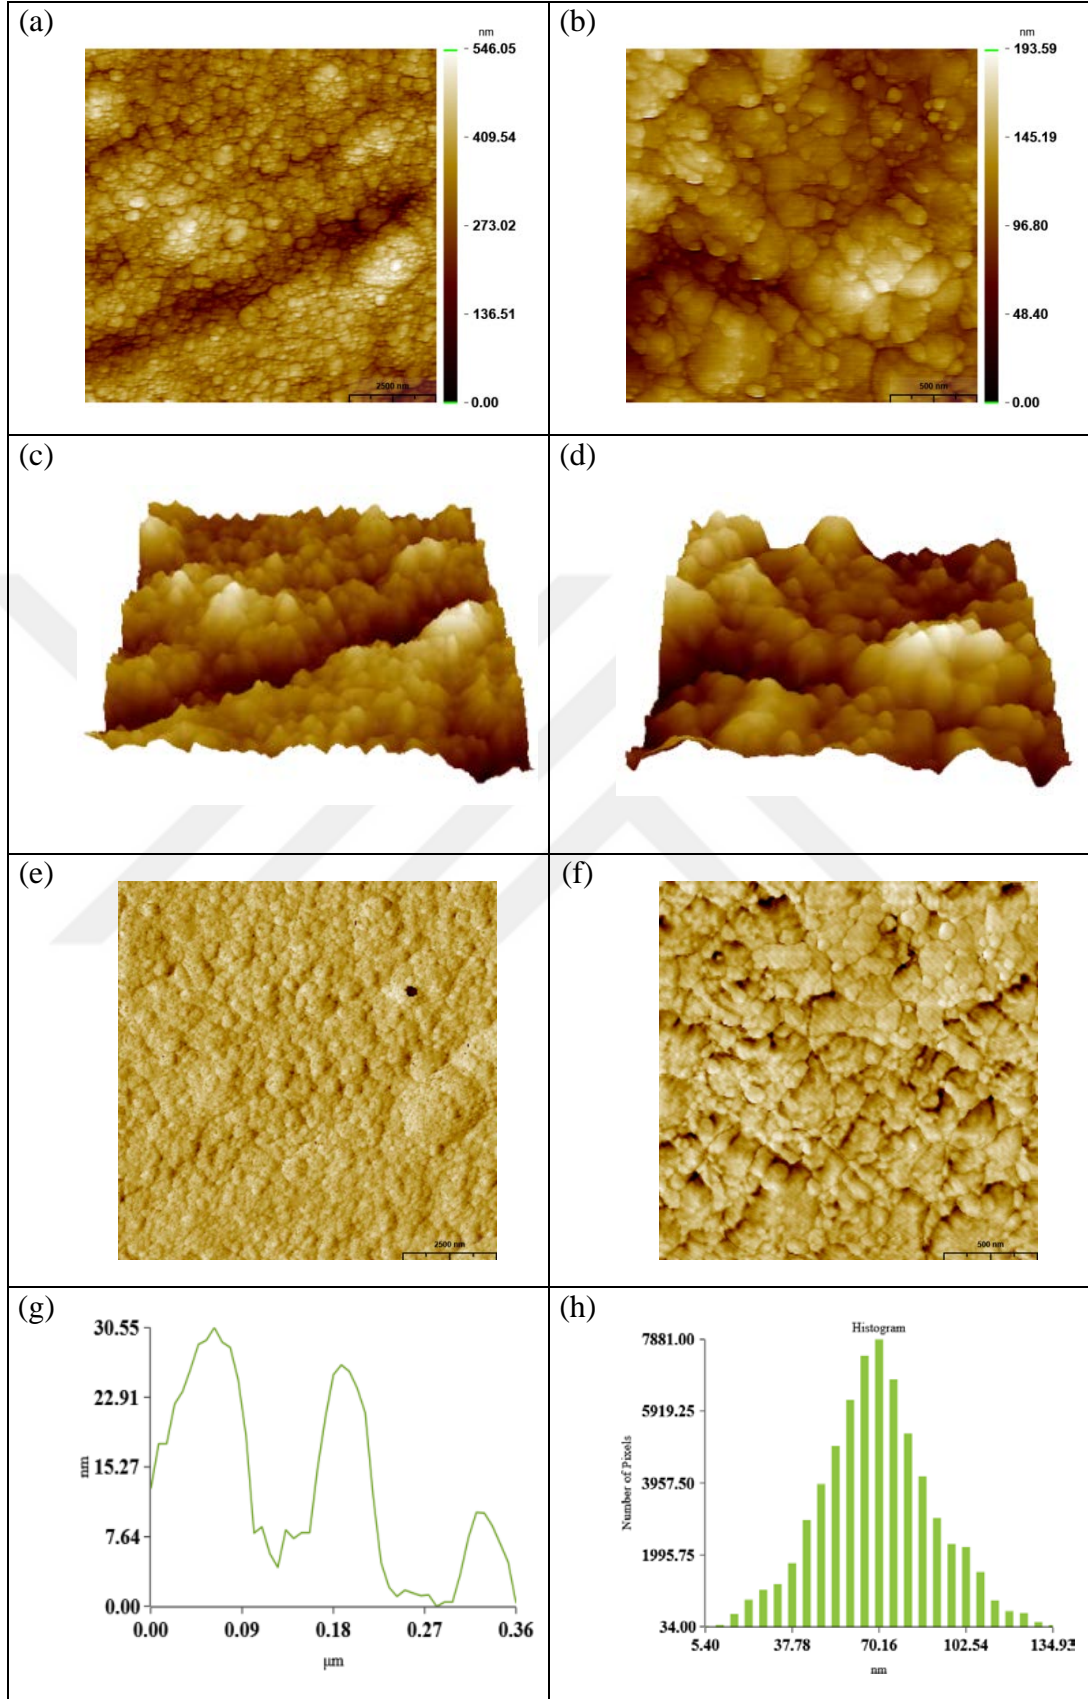 (a)
nm
546.05
409.54
273.02
136.51
0.00
2500 nm
(b)
nm
193.59
145.19
96.80
48.40
0.00
500 nm
(c)
(d)
(e)
2500 nm
(f)
500 nm
(g)
30.55
22.91
15.27
7.64
0.00
nm
0.00 0.09 0.18 0.27 0.36
μm
(h)
Histogram
7881.00
5919.25
3957.50
1995.75
34.00
Number of Pixels
5.40 37.78 70.16 102.54 134.93
nm